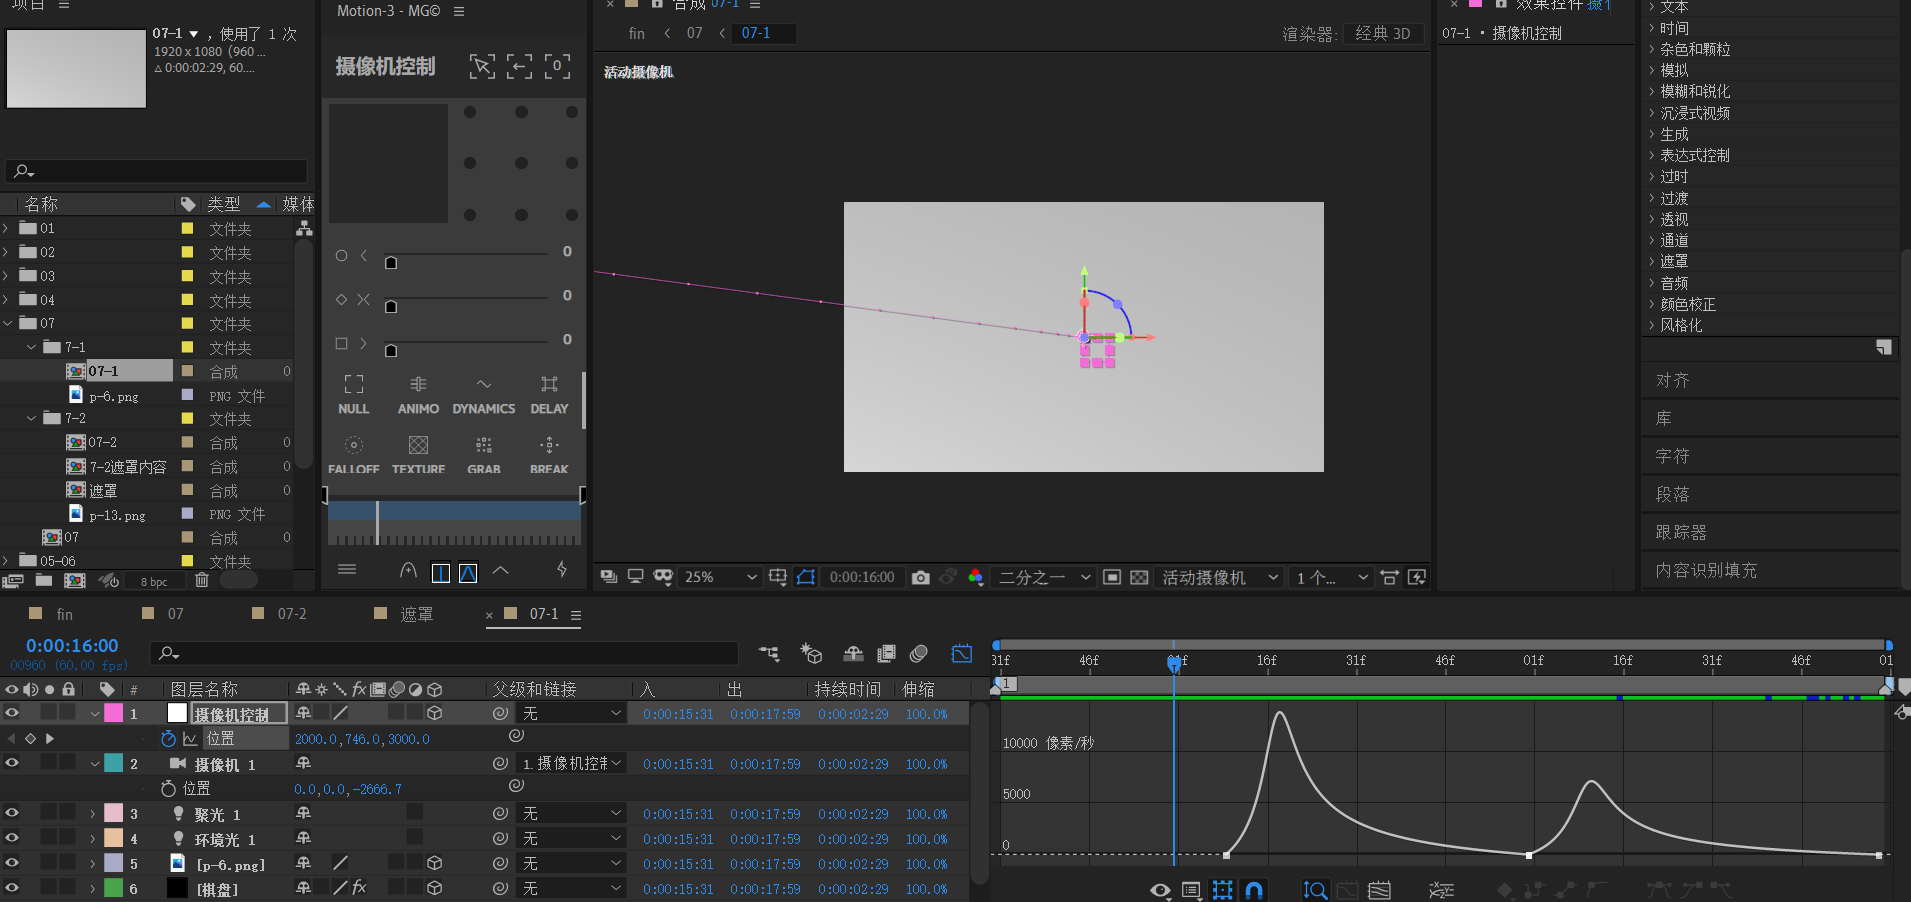 项目
07-1 ▼ ，使用了 1 次
1920 x 1080 (960 ...
△ 0:00:02:29, 60....
名称 类型 媒体
01 文件夹
02 文件夹
03 文件夹
04 文件夹
07 文件夹
7-1 文件夹
07-1 合成 0
p-6.png PNG 文件
7-2 文件夹
07-2 合成 0
7-2遮罩内容 合成 0
遮罩 合成 0
p-13.png PNG 文件
07 合成 0
05-06 文件夹
8 bpc
Motion-3 - MG©
摄像机控制
0
0
0
0
NULL ANIMO DYNAMICS DELAY
FALLOFF TEXTURE GRAB BREAK
合成 07-1
fin ‹ 07 ‹ 07-1
渲染器: 经典 3D
活动摄像机
25% 0:00:16:00 二分之一 活动摄像机 1 个...
效果控件 摄
07-1 • 摄像机控制
文本
时间
杂色和颗粒
模拟
模糊和锐化
沉浸式视频
生成
表达式控制
过时
过渡
透视
通道
遮罩
音频
颜色校正
风格化
对齐
库
字符
段落
跟踪器
内容识别填充
fin 07 07-2 遮罩 × 07-1
0:00:16:00
00960 (60.00 fps)
# 图层名称 fx 父级和链接 入 出 持续时间 伸缩
1 摄像机控制 无 0:00:15:31 0:00:17:59 0:00:02:29 100.0%
位置 2000.0,746.0,3000.0
2 摄像机 1 1.摄像机控制 0:00:15:31 0:00:17:59 0:00:02:29 100.0%
位置 0.0,0.0,-2666.7
3 聚光 1 无 0:00:15:31 0:00:17:59 0:00:02:29 100.0%
4 环境光 1 无 0:00:15:31 0:00:17:59 0:00:02:29 100.0%
5 [p-6.png] 无 0:00:15:31 0:00:17:59 0:00:02:29 100.0%
6 [棋盘] fx 无 0:00:15:31 0:00:17:59 0:00:02:29 100.0%
31f 46f 01f 16f 31f 46f 01f 16f 31f 46f 01
1
10000 像素/秒
5000
0